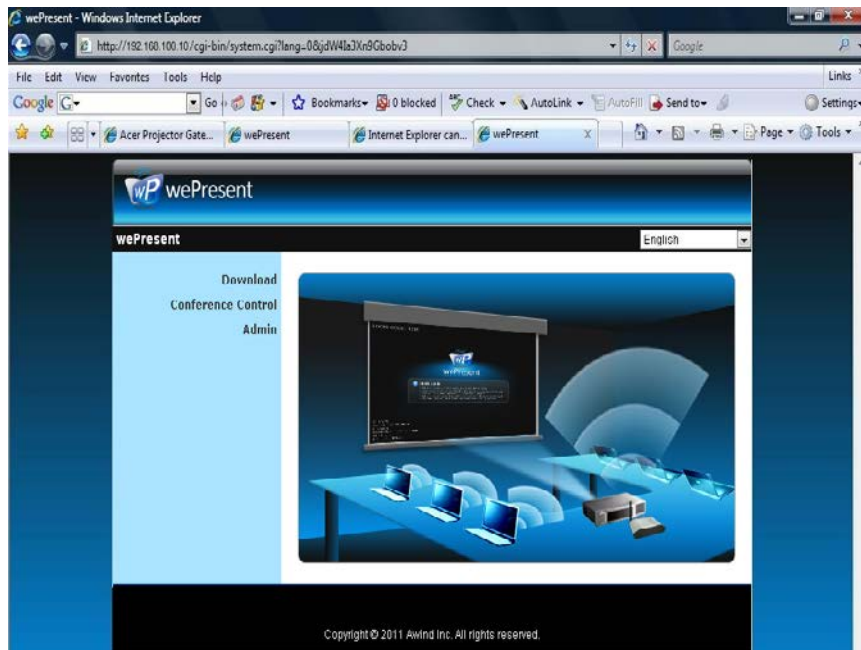 wePresent - Windows Internet Explorer
http://192.168.100.10/cgi-bin/system.cgi?lang=0&jdW4Ia3Xn9Gbobv3
Google
File Edit View Favorites Tools Help
Links
Google G Go Bookmarks 0 blocked Check AutoLink AutoFill Send to Settings
Acer Projector Gate... wePresent Internet Explorer can... wePresent X Page Tools
wP wePresent
wePresent English
Download
Conference Control
Admin
wP
Copyright © 2011 Awind Inc. All rights reserved.